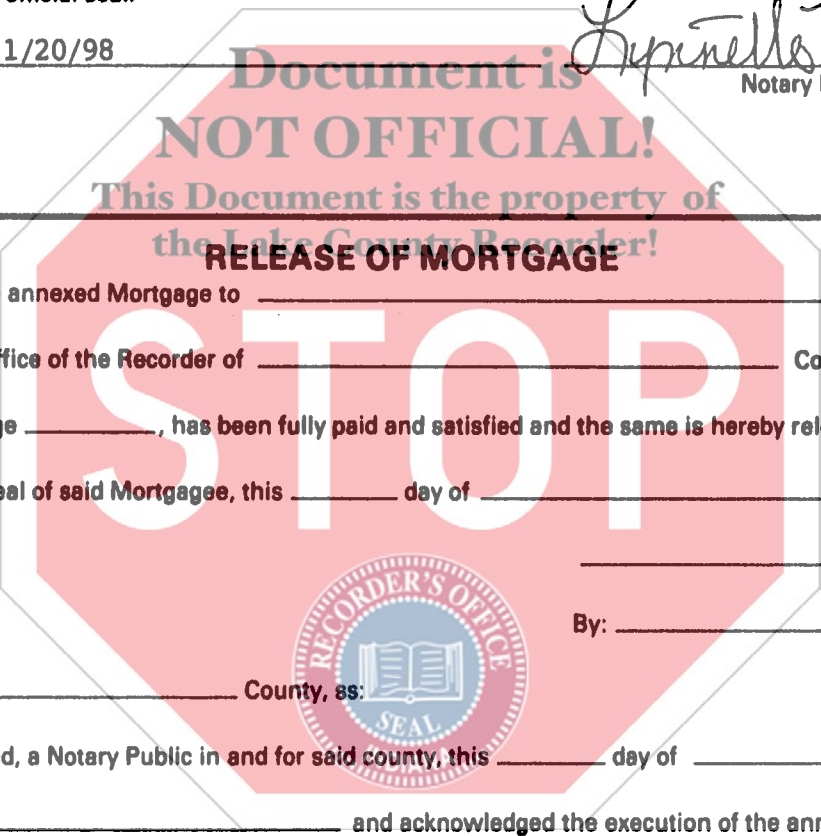 1/20/98
Document is
Notary
NOT OFFICIAL!
This Document is the property of
the Lake County Recorder!
RELEASE OF MORTGAGE
annexed Mortgage to
ffice of the Recorder of Co
ge , has been fully paid and satisfied and the same is hereby rel
eal of said Mortgagee, this day of
STOP
RECORDER'S OFFICE
By:
County, ss:
SEAL
INDIANA
d, a Notary Public in and for said county, this day of
and acknowledged the execution of the ann